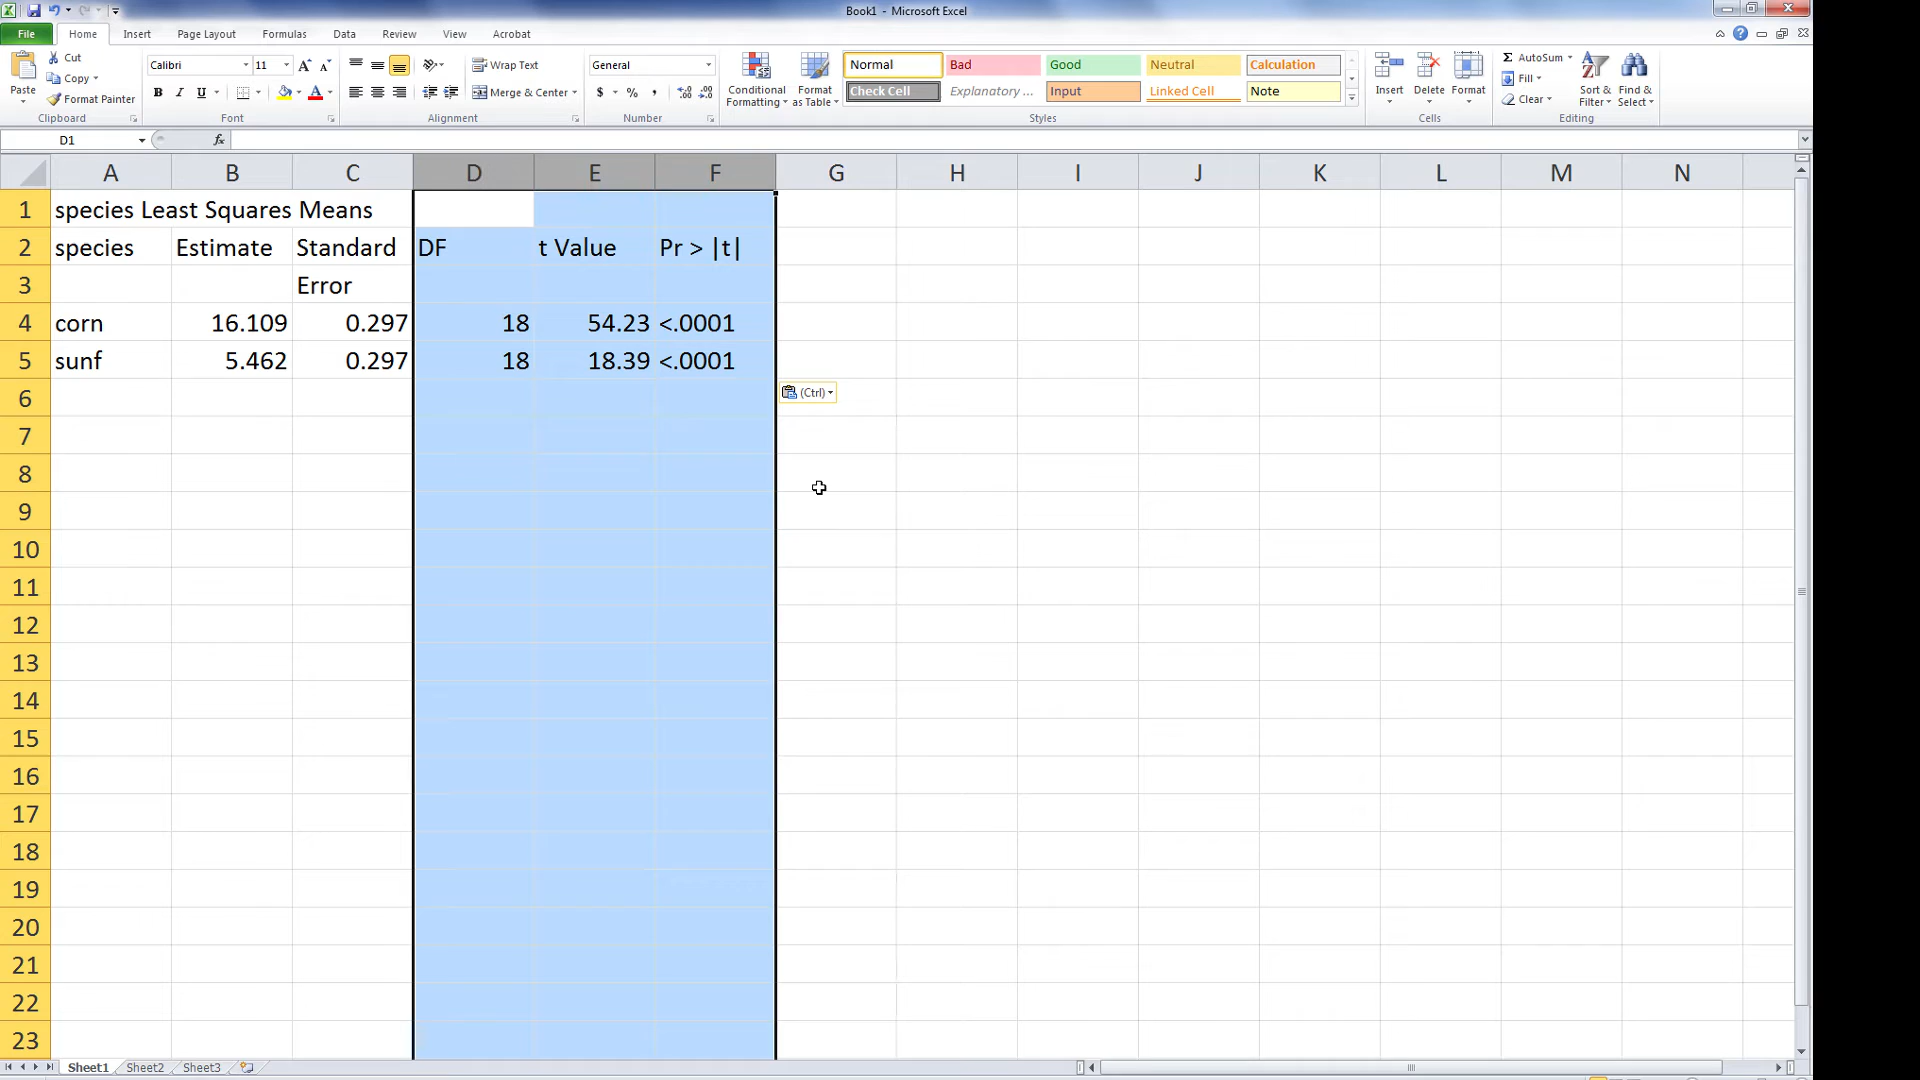 Book1 - Microsoft Excel
File Home Insert Page Layout Formulas Data Review View Acrobat
Paste
Cut
Copy
Format Painter
Clipboard
Calibri 11
B I U
Font
Wrap Text
Merge & Center
Alignment
General
$ % ,
Number
Conditional Formatting
Format as Table
Normal Bad Good Neutral Calculation
Check Cell Explanatory ... Input Linked Cell Note
Styles
Insert Delete Format
Cells
AutoSum
Fill
Clear
Sort & Filter
Find & Select
Editing
D1 fx
A B C D E F G H I J K L M N
1 species Least Squares Means
2 species Estimate Standard DF t Value Pr > |t|
3 Error
4 corn 16.109 0.297 18 54.23 <.0001
5 sunf 5.462 0.297 18 18.39 <.0001
6 (Ctrl)
7
8
9
10
11
12
13
14
15
16
17
18
19
20
21
22
23
Sheet1 Sheet2 Sheet3